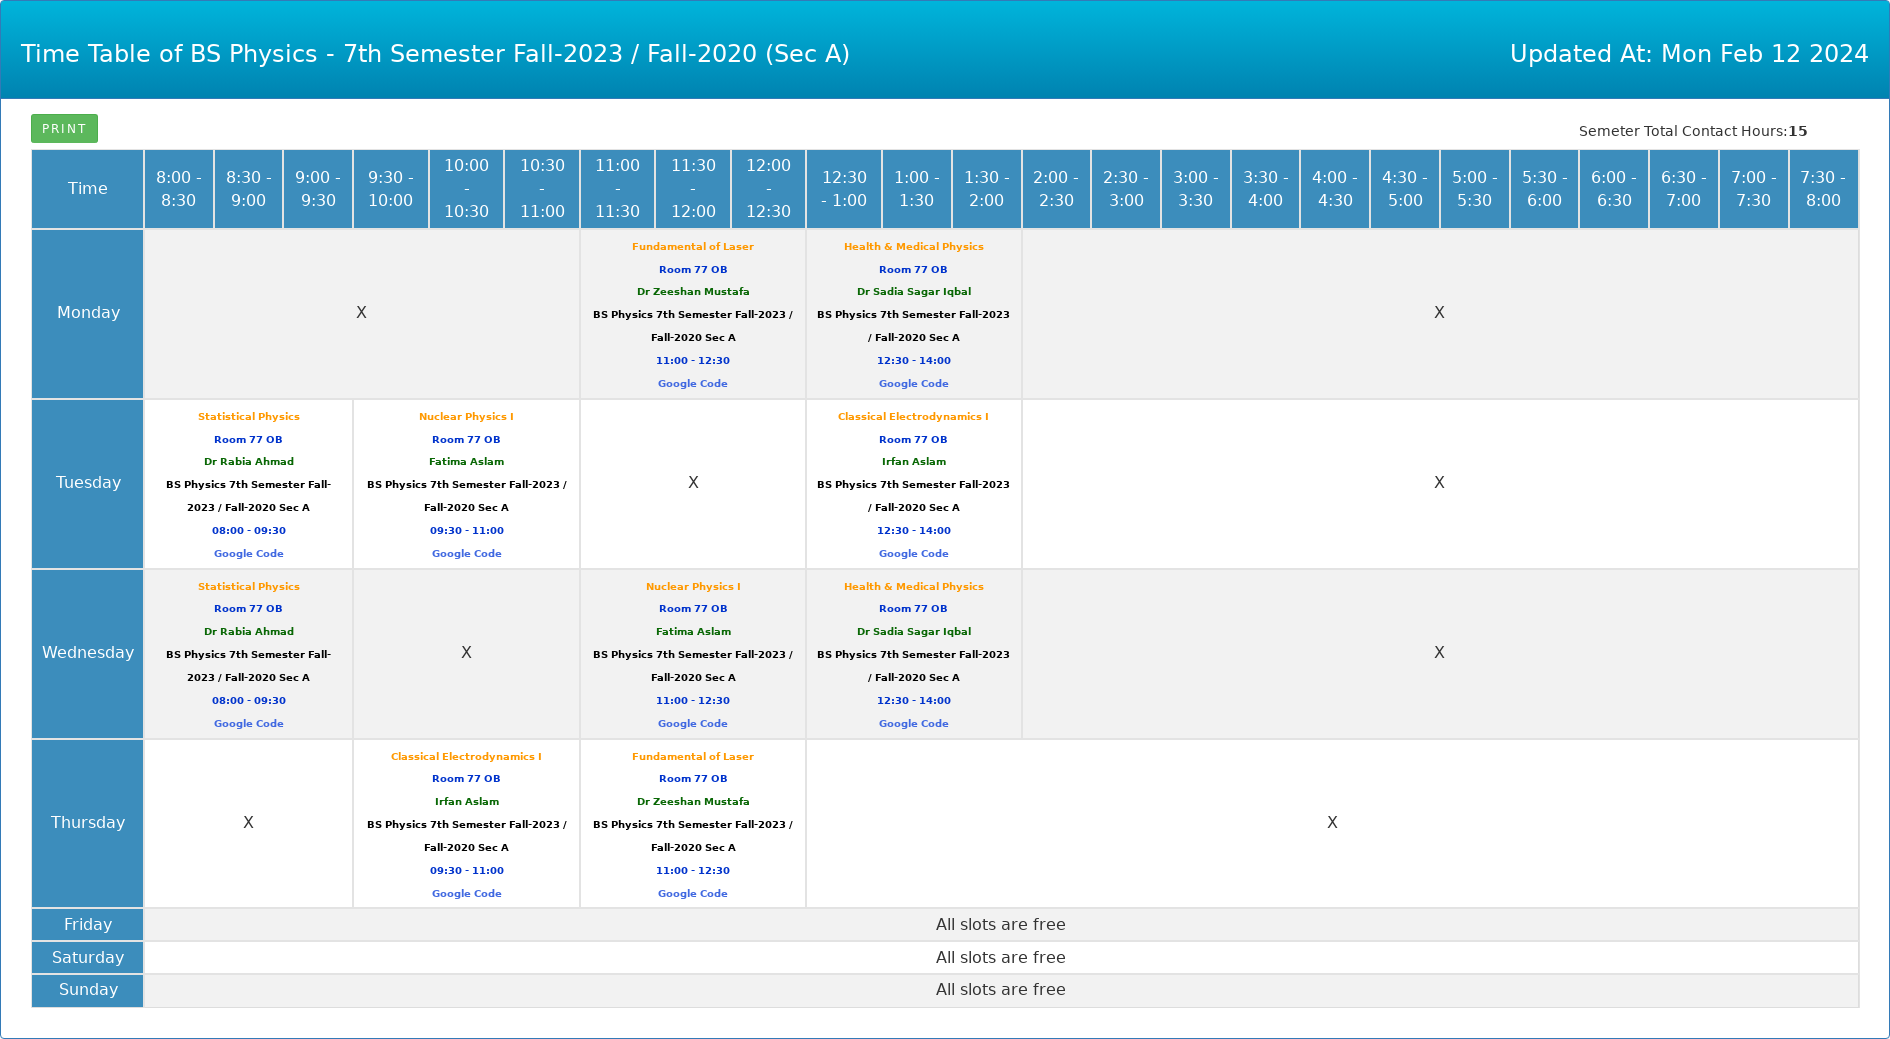 Time Table of BS Physics - 7th Semester Fall-2023 / Fall-2020 (Sec A)
Updated At: Mon Feb 12 2024
PRINT
Semeter Total Contact Hours:15
Time
8:00 -
8:30
8:30 -
9:00
9:00 -
9:30
9:30 -
10:00
10:00
-
10:30
10:30
-
11:00
11:00
-
11:30
11:30
-
12:00
12:00
-
12:30
12:30
- 1:00
1:00 -
1:30
1:30 -
2:00
2:00 -
2:30
2:30 -
3:00
3:00 -
3:30
3:30 -
4:00
4:00 -
4:30
4:30 -
5:00
5:00 -
5:30
5:30 -
6:00
6:00 -
6:30
6:30 -
7:00
7:00 -
7:30
7:30 -
8:00
Monday
X
Fundamental of Laser
Room 77 OB
Dr Zeeshan Mustafa
BS Physics 7th Semester Fall-2023 /
Fall-2020 Sec A
11:00 - 12:30
Google Code
Health & Medical Physics
Room 77 OB
Dr Sadia Sagar Iqbal
BS Physics 7th Semester Fall-2023
/ Fall-2020 Sec A
12:30 - 14:00
Google Code
X
Tuesday
Statistical Physics
Room 77 OB
Dr Rabia Ahmad
BS Physics 7th Semester Fall-
2023 / Fall-2020 Sec A
08:00 - 09:30
Google Code
Nuclear Physics I
Room 77 OB
Fatima Aslam
BS Physics 7th Semester Fall-2023 /
Fall-2020 Sec A
09:30 - 11:00
Google Code
X
Classical Electrodynamics I
Room 77 OB
Irfan Aslam
BS Physics 7th Semester Fall-2023
/ Fall-2020 Sec A
12:30 - 14:00
Google Code
X
Wednesday
Statistical Physics
Room 77 OB
Dr Rabia Ahmad
BS Physics 7th Semester Fall-
2023 / Fall-2020 Sec A
08:00 - 09:30
Google Code
X
Nuclear Physics I
Room 77 OB
Fatima Aslam
BS Physics 7th Semester Fall-2023 /
Fall-2020 Sec A
11:00 - 12:30
Google Code
Health & Medical Physics
Room 77 OB
Dr Sadia Sagar Iqbal
BS Physics 7th Semester Fall-2023
/ Fall-2020 Sec A
12:30 - 14:00
Google Code
X
Thursday
X
Classical Electrodynamics I
Room 77 OB
Irfan Aslam
BS Physics 7th Semester Fall-2023 /
Fall-2020 Sec A
09:30 - 11:00
Google Code
Fundamental of Laser
Room 77 OB
Dr Zeeshan Mustafa
BS Physics 7th Semester Fall-2023 /
Fall-2020 Sec A
11:00 - 12:30
Google Code
X
Friday
All slots are free
Saturday
All slots are free
Sunday
All slots are free